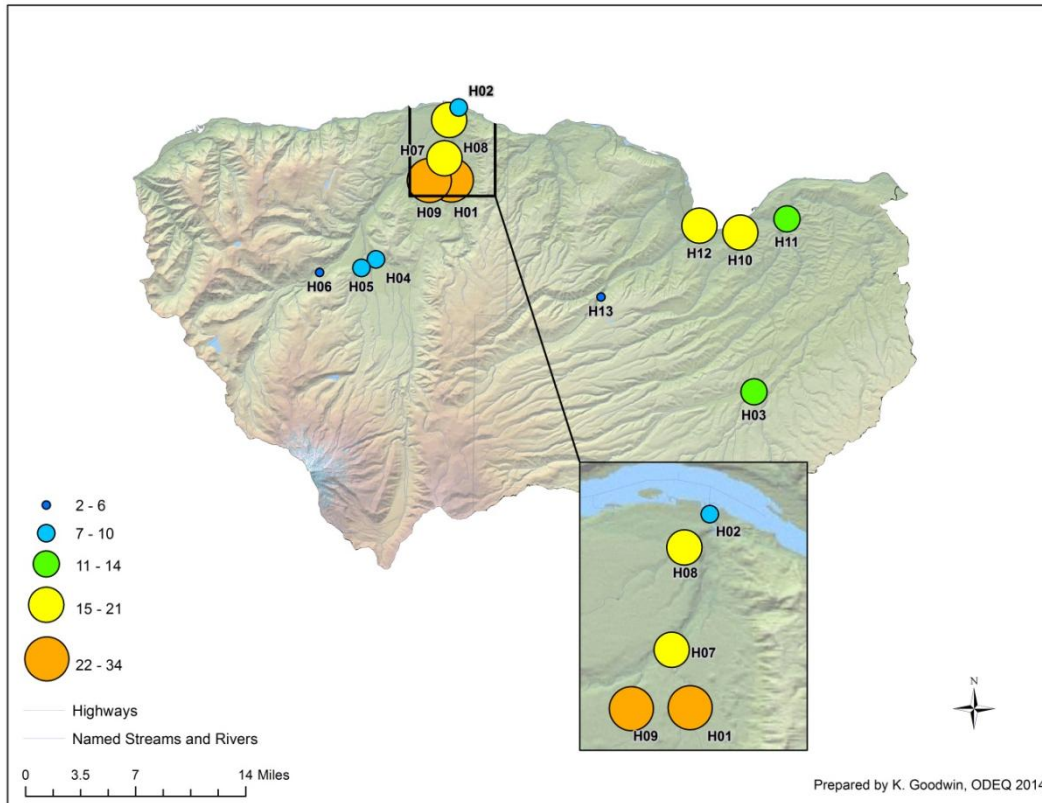 H02
H07
H08
H09
H01
H06
H05
H04
H12
H10
H11
H13
H03
H02
H08
H07
H09
H01
2 - 6
7 - 10
11 - 14
15 - 21
22 - 34
Highways
Named Streams and Rivers
0 3.5 7 14 Miles
N
Prepared by K. Goodwin, ODEQ 2014